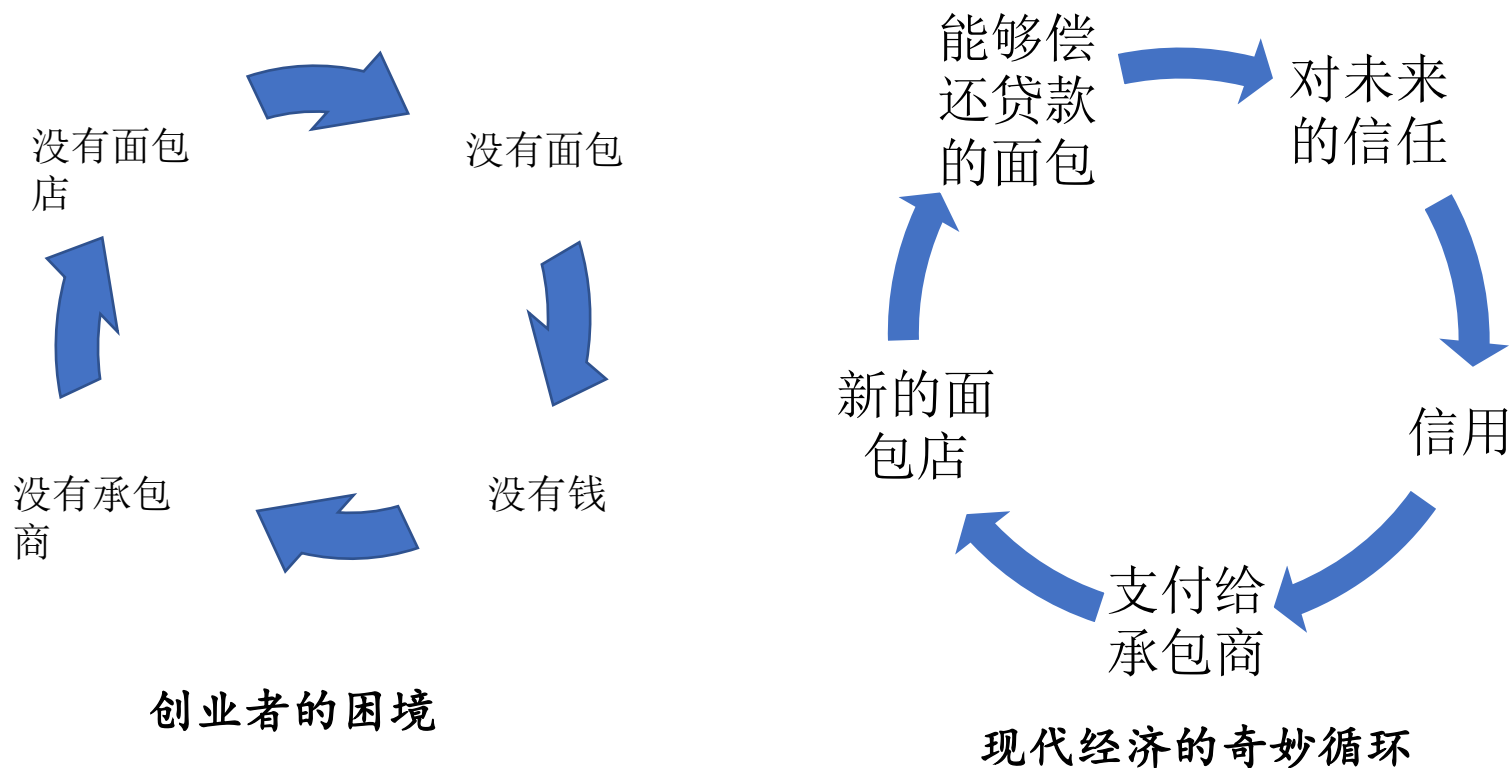 没有面包
店
没有面包
没有钱
没有承包
商
创业者的困境
能够偿
还贷款
的面包
对未来
的信任
信用
支付给
承包商
新的面
包店
现代经济的奇妙循环